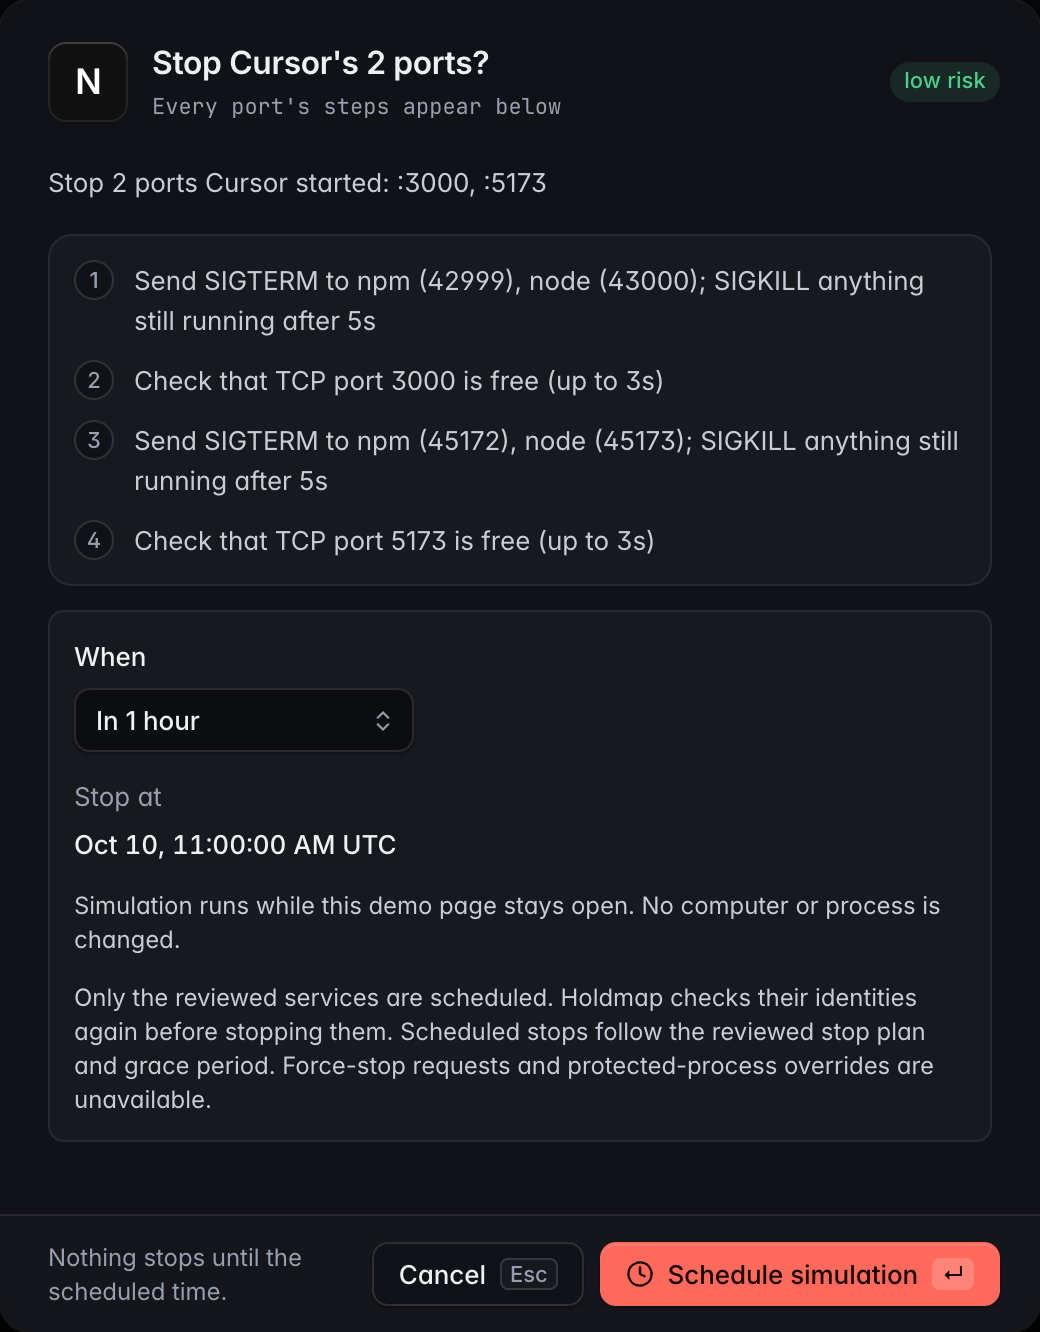 N
Stop Cursor's 2 ports?
Every port's steps appear below
low risk
Stop 2 ports Cursor started: :3000, :5173
1
Send SIGTERM to npm (42999), node (43000); SIGKILL anything
still running after 5s
2
Check that TCP port 3000 is free (up to 3s)
3
Send SIGTERM to npm (45172), node (45173); SIGKILL anything still
running after 5s
4
Check that TCP port 5173 is free (up to 3s)
When
In 1 hour
Stop at
Oct 10, 11:00:00 AM UTC
Simulation runs while this demo page stays open. No computer or process is
changed.
Only the reviewed services are scheduled. Holdmap checks their identities
again before stopping them. Scheduled stops follow the reviewed stop plan
and grace period. Force-stop requests and protected-process overrides are
unavailable.
Nothing stops until the
scheduled time.
Cancel Esc
Schedule simulation